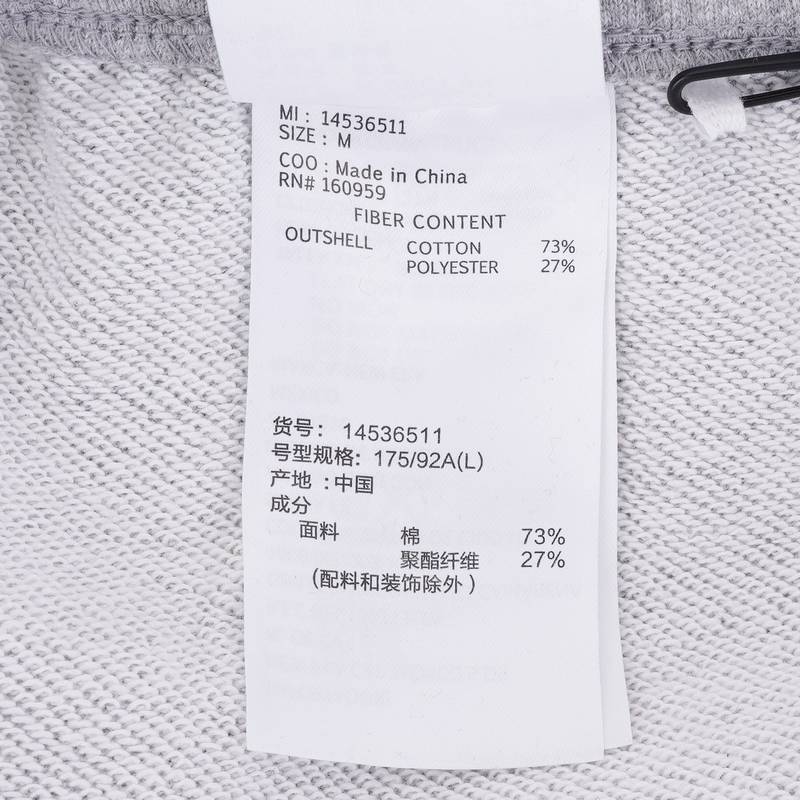 MI : 14536511
SIZE : M
COO : Made in China
RN# 160959
FIBER CONTENT
OUTSHELL COTTON 73%
POLYESTER 27%
货号: 14536511
号型规格: 175/92A(L)
产地 :中国
成分
面料 棉 73%
聚酯纤维 27%
(配料和装饰除外 )